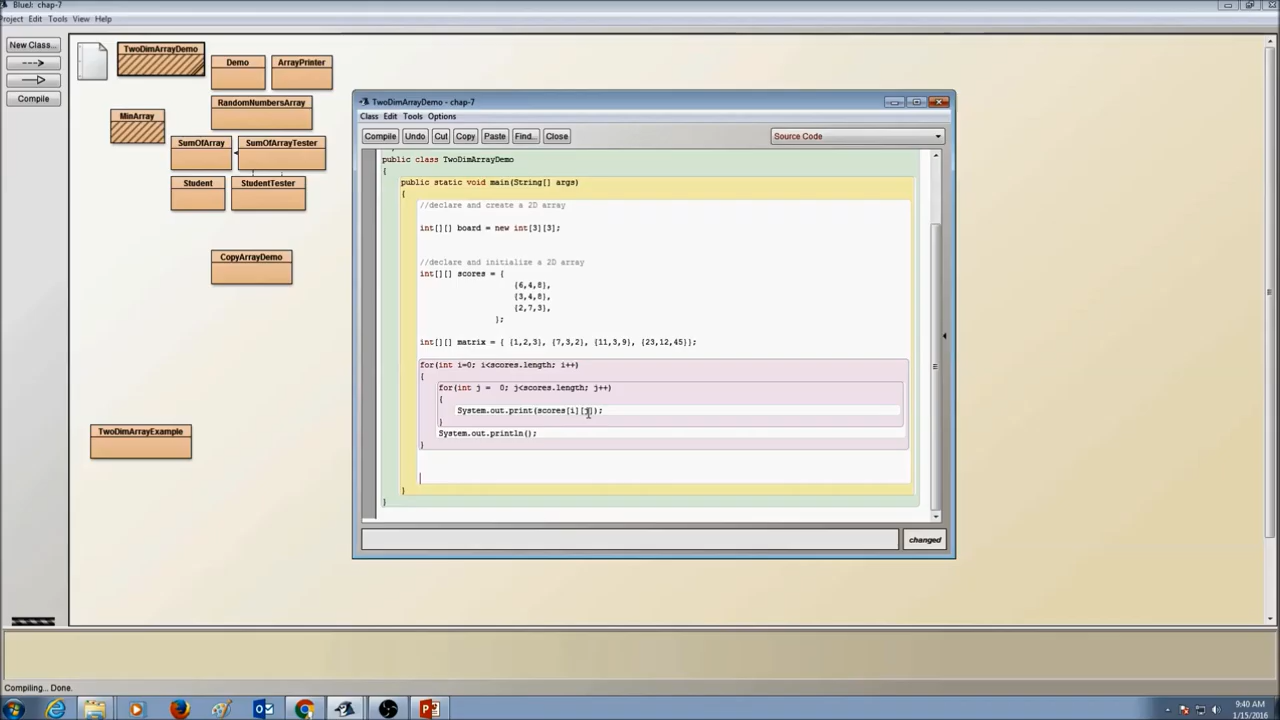 BlueJ: chap-7
Project Edit Tools View Help
New Class...
Compile
TwoDimArrayDemo
Demo
ArrayPrinter
RandomNumbersArray
MinArray
SumOfArray
SumOfArrayTester
Student
StudentTester
CopyArrayDemo
TwoDimArrayExample
TwoDimArrayDemo - chap-7
Class Edit Tools Options
Compile Undo Cut Copy Paste Find... Close
Source Code
public class TwoDimArrayDemo
{
public static void main(String[] args)
{
//declare and create a 2D array
int[][] board = new int[3][3];
//declare and initialize a 2D array
int[][] scores = {
{6,4,8},
{3,4,8},
{2,7,3},
};
int[][] matrix = { {1,2,3}, {7,3,2}, {11,3,9}, {23,12,45}};
for(int i=0; i<scores.length; i++)
{
for(int j = 0; j<scores.length; j++)
{
System.out.print(scores[i][j]);
}
System.out.println();
}
}
}
changed
Compiling... Done.
9:40 AM
1/15/2016